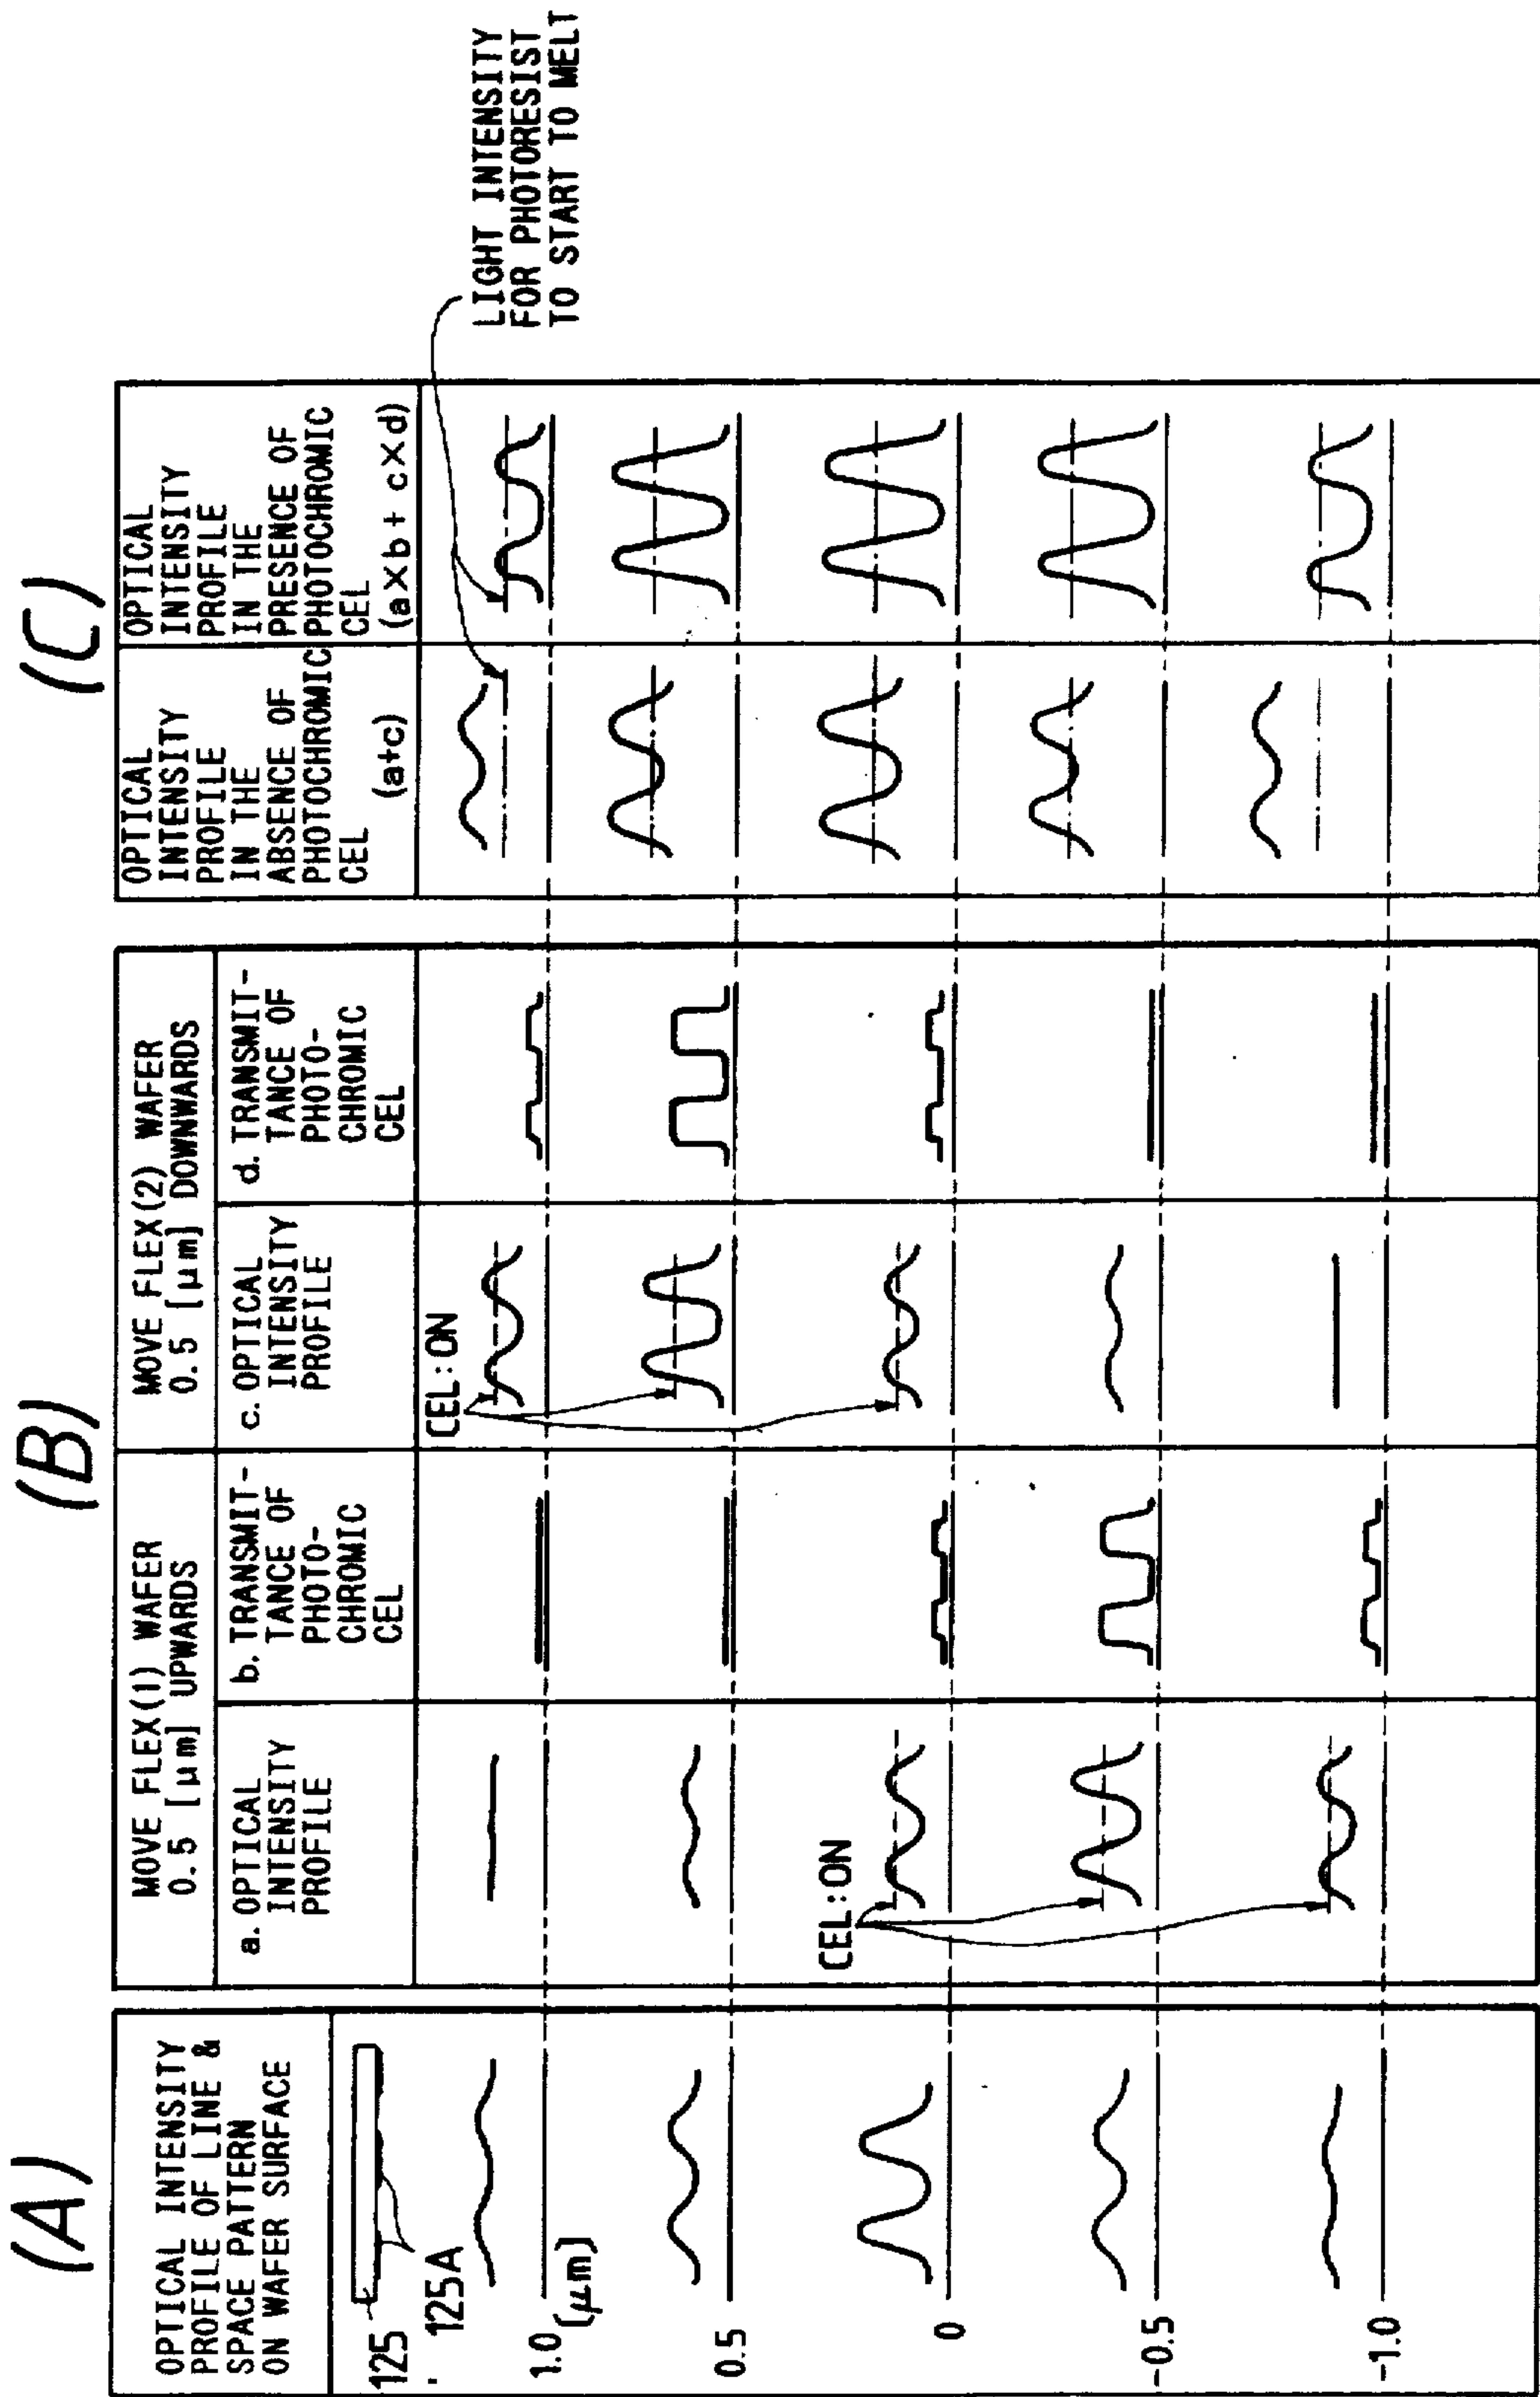 (A)
OPTICAL INTENSITY
PROFILE OF LINE &
SPACE PATTERN
ON WAFER SURFACE
125
125A
1.0
(μm)
0.5
0
-0.5
-1.0
(B)
MOVE FLEX(1) WAFER
0.5 [μm] UPWARDS
a. OPTICAL
INTENSITY
PROFILE
b. TRANSMIT-
TANCE OF
PHOTO-
CHROMIC
CEL
CEL:ON
MOVE FLEX(2) WAFER
0.5 [μm] DOWNWARDS
c. OPTICAL
INTENSITY
PROFILE
d. TRANSMIT-
TANCE OF
PHOTO-
CHROMIC
CEL
CEL:ON
(C)
OPTICAL
INTENSITY
PROFILE
IN THE
ABSENCE OF
PHOTOCHROMIC
CEL
(a+c)
OPTICAL
INTENSITY
PROFILE
IN THE
PRESENCE OF
PHOTOCHROMIC
CEL
(a×b + c×d)
LIGHT INTENSITY
FOR PHOTORESIST
TO START TO MELT